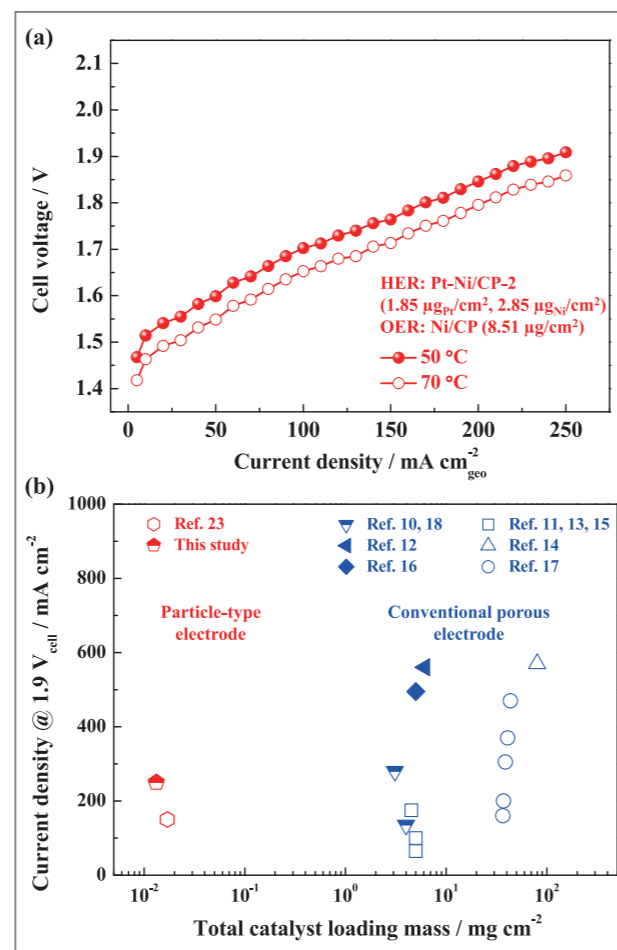 (a)
2.1
2.0
1.9
1.8
1.7
1.6
1.5
1.4
Cell voltage / V
HER: Pt-Ni/CP-2
(1.85 µgPt/cm², 2.85 µgNi/cm²)
OER: Ni/CP (8.51 µg/cm²)
50 °C
70 °C
0 50 100 150 200 250
Current density / mA cm-2geo
(b)
1000
800
600
400
200
0
Current density @ 1.9 Vcell / mA cm-2
Ref. 23
This study
Ref. 10, 18
Ref. 12
Ref. 16
Ref. 11, 13, 15
Ref. 14
Ref. 17
Particle-type
electrode
Conventional porous
electrode
10-2 10-1 100 101 102
Total catalyst loading mass / mg cm-2